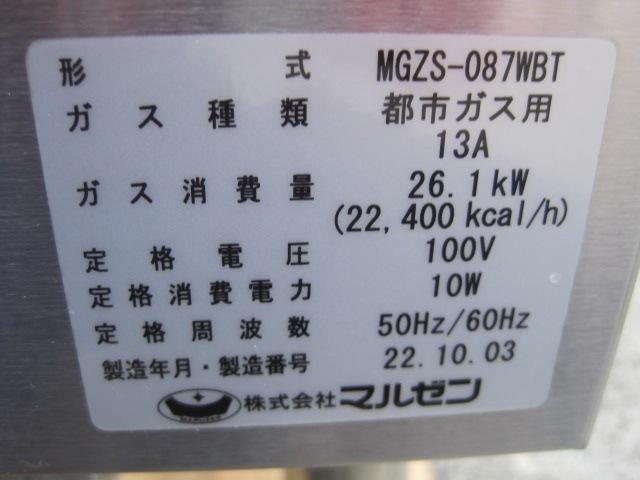 形式 MGZS-087WBT
ガス種類 都市ガス用
13A
ガス消費量 26.1kW
(22,400kcal/h)
定格電圧 100V
定格消費電力 10W
定格周波数 50Hz/60Hz
製造年月・製造番号 22.10.03
株式会社マルゼン